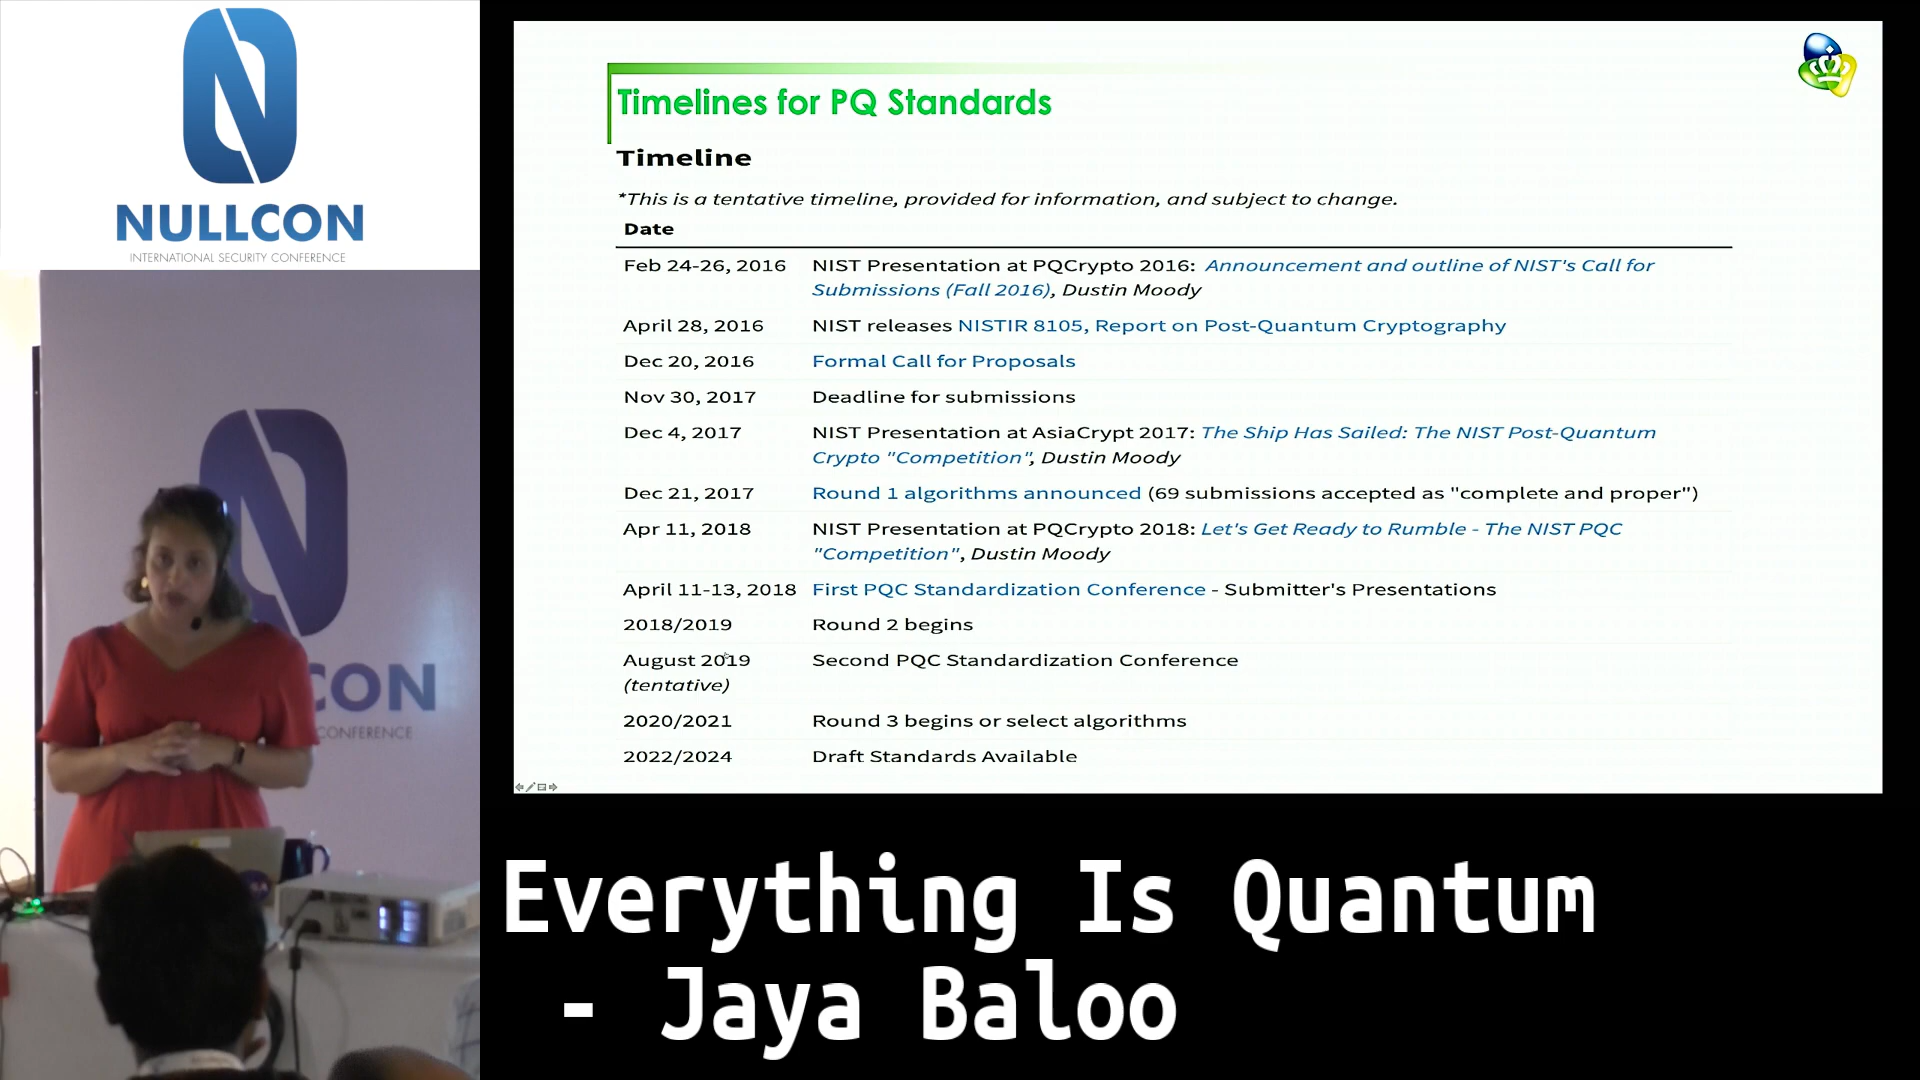 NULLCON
INTERNATIONAL SECURITY CONFERENCE
CON
CONFERENCE
Timelines for PQ Standards
Timeline
*This is a tentative timeline, provided for information, and subject to change.
Date
Feb 24-26, 2016 NIST Presentation at PQCrypto 2016: Announcement and outline of NIST's Call for
Submissions (Fall 2016), Dustin Moody
April 28, 2016 NIST releases NISTIR 8105, Report on Post-Quantum Cryptography
Dec 20, 2016 Formal Call for Proposals
Nov 30, 2017 Deadline for submissions
Dec 4, 2017 NIST Presentation at AsiaCrypt 2017: The Ship Has Sailed: The NIST Post-Quantum
Crypto "Competition", Dustin Moody
Dec 21, 2017 Round 1 algorithms announced (69 submissions accepted as "complete and proper")
Apr 11, 2018 NIST Presentation at PQCrypto 2018: Let's Get Ready to Rumble - The NIST PQC
"Competition", Dustin Moody
April 11-13, 2018 First PQC Standardization Conference - Submitter's Presentations
2018/2019 Round 2 begins
August 2019 Second PQC Standardization Conference
(tentative)
2020/2021 Round 3 begins or select algorithms
2022/2024 Draft Standards Available
Everything Is Quantum
- Jaya Baloo